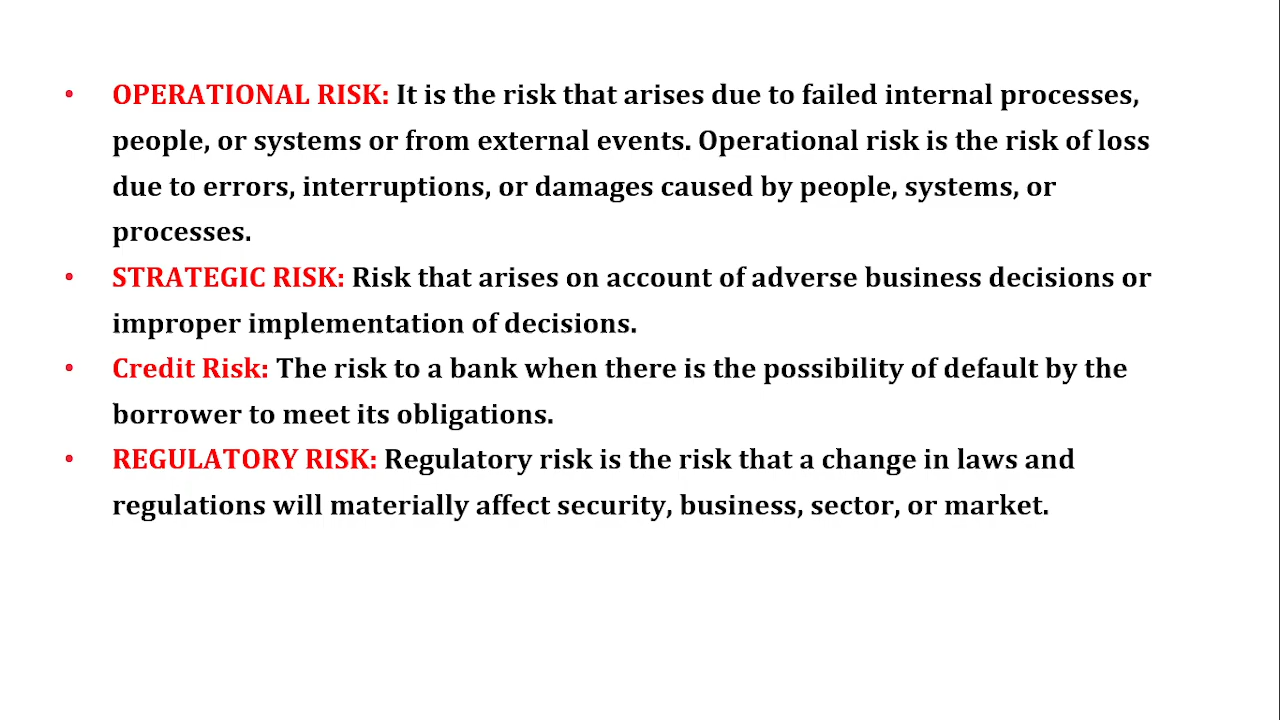 • OPERATIONAL RISK: It is the risk that arises due to failed internal processes,
people, or systems or from external events. Operational risk is the risk of loss
due to errors, interruptions, or damages caused by people, systems, or
processes.
• STRATEGIC RISK: Risk that arises on account of adverse business decisions or
improper implementation of decisions.
• Credit Risk: The risk to a bank when there is the possibility of default by the
borrower to meet its obligations.
• REGULATORY RISK: Regulatory risk is the risk that a change in laws and
regulations will materially affect security, business, sector, or market.